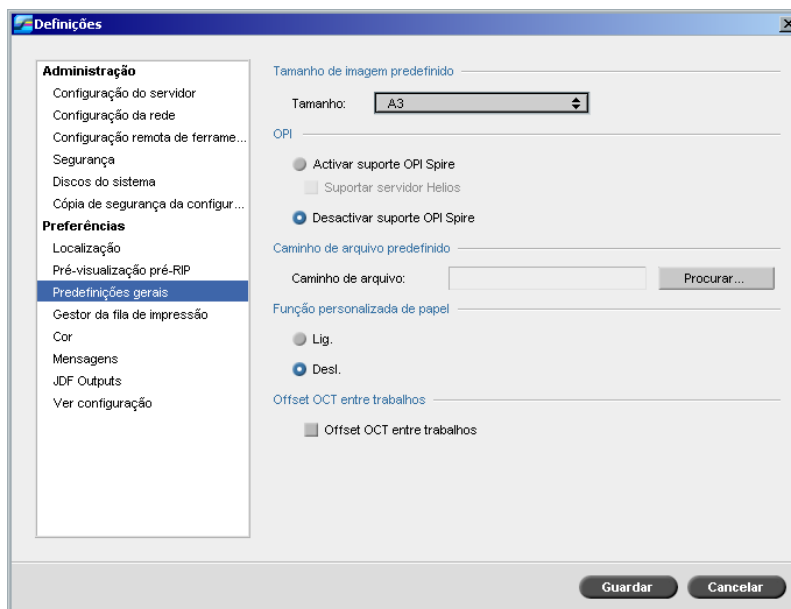 Definições
Administração
Configuração do servidor
Configuração da rede
Configuração remota de ferrame...
Segurança
Discos do sistema
Cópia de segurança da configur...
Preferências
Localização
Pré-visualização pré-RIP
Predefinições gerais
Gestor da fila de impressão
Cor
Mensagens
JDF Outputs
Ver configuração
Tamanho de imagem predefinido
Tamanho: A3
OPI
Activar suporte OPI Spire
Suportar servidor Helios
Desactivar suporte OPI Spire
Caminho de arquivo predefinido
Caminho de arquivo: Procurar...
Função personalizada de papel
Lig.
Desl.
Offset OCT entre trabalhos
Offset OCT entre trabalhos
Guardar Cancelar